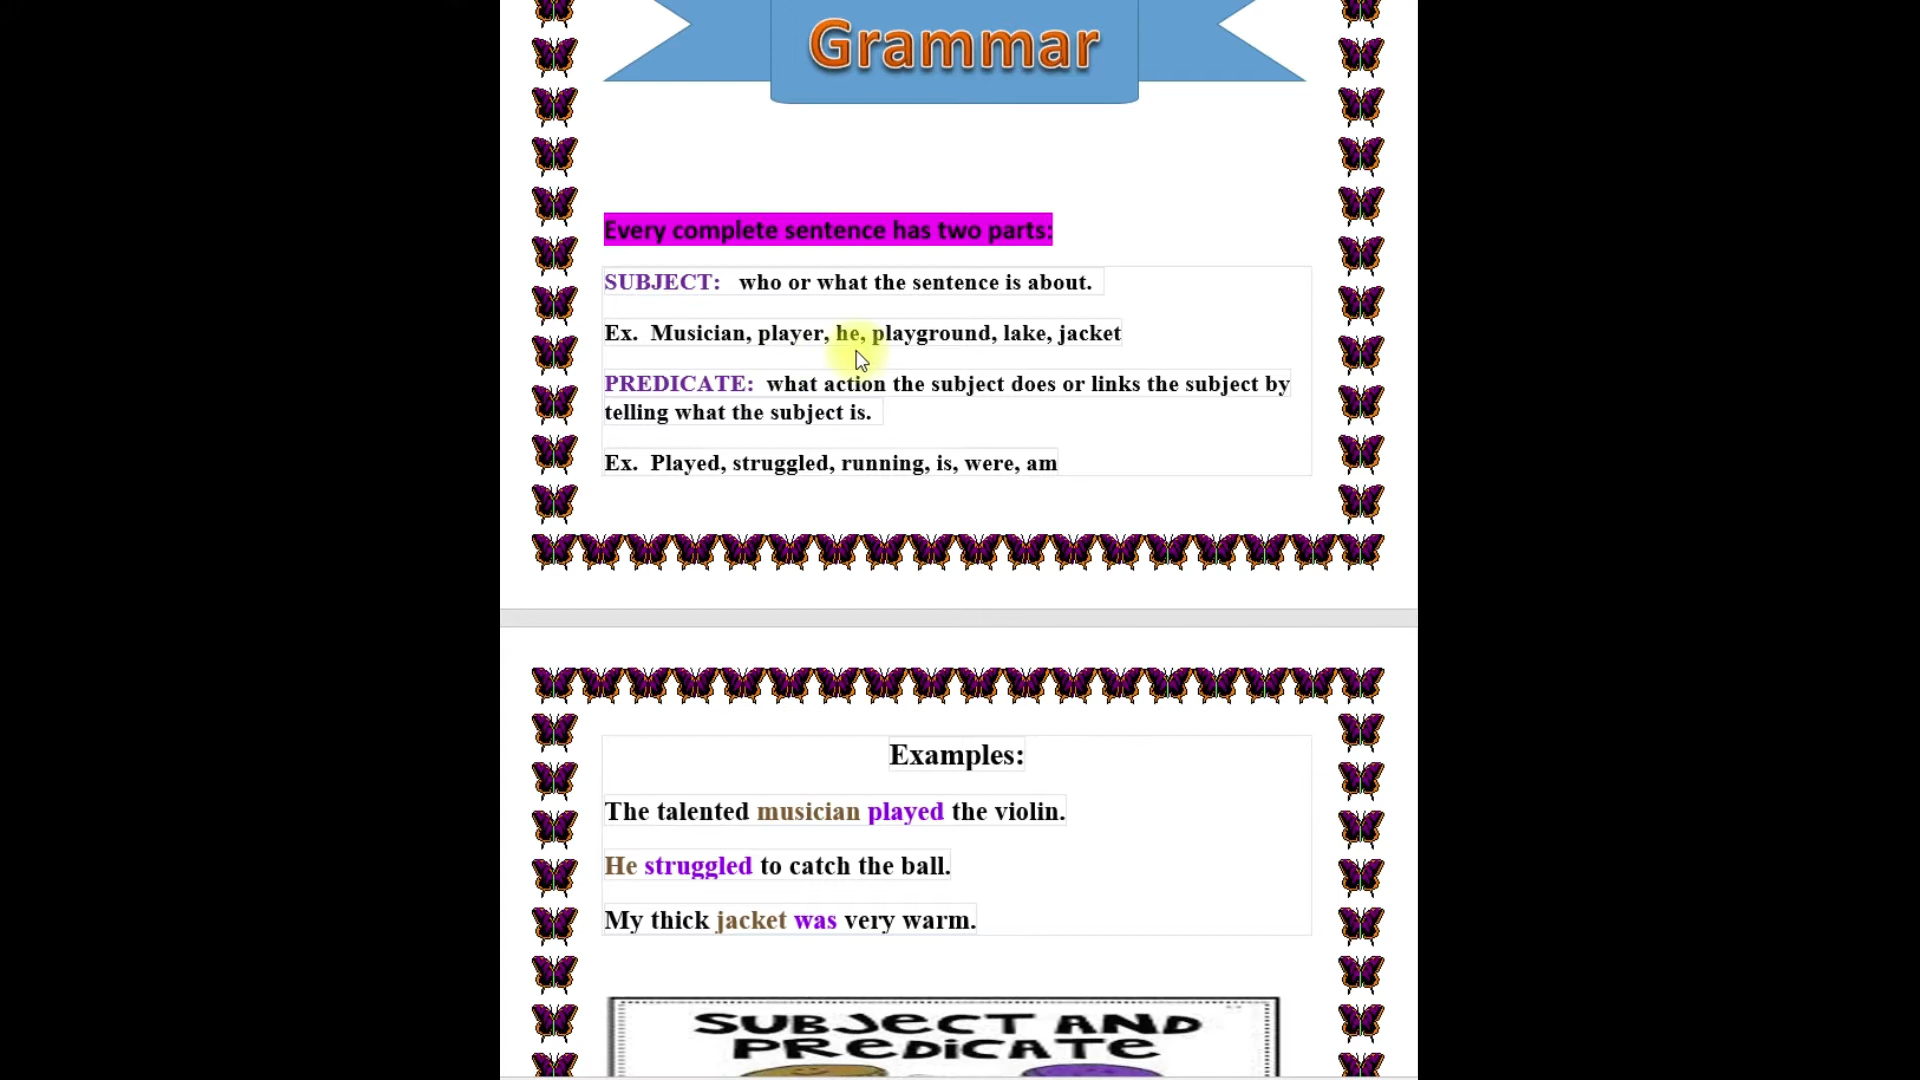 Grammar
Every complete sentence has two parts:
SUBJECT: who or what the sentence is about.
Ex. Musician, player, he, playground, lake, jacket
PREDICATE: what action the subject does or links the subject by
telling what the subject is.
Ex. Played, struggled, running, is, were, am
Examples:
The talented musician played the violin.
He struggled to catch the ball.
My thick jacket was very warm.
SUBJECT AND
PREDICATE